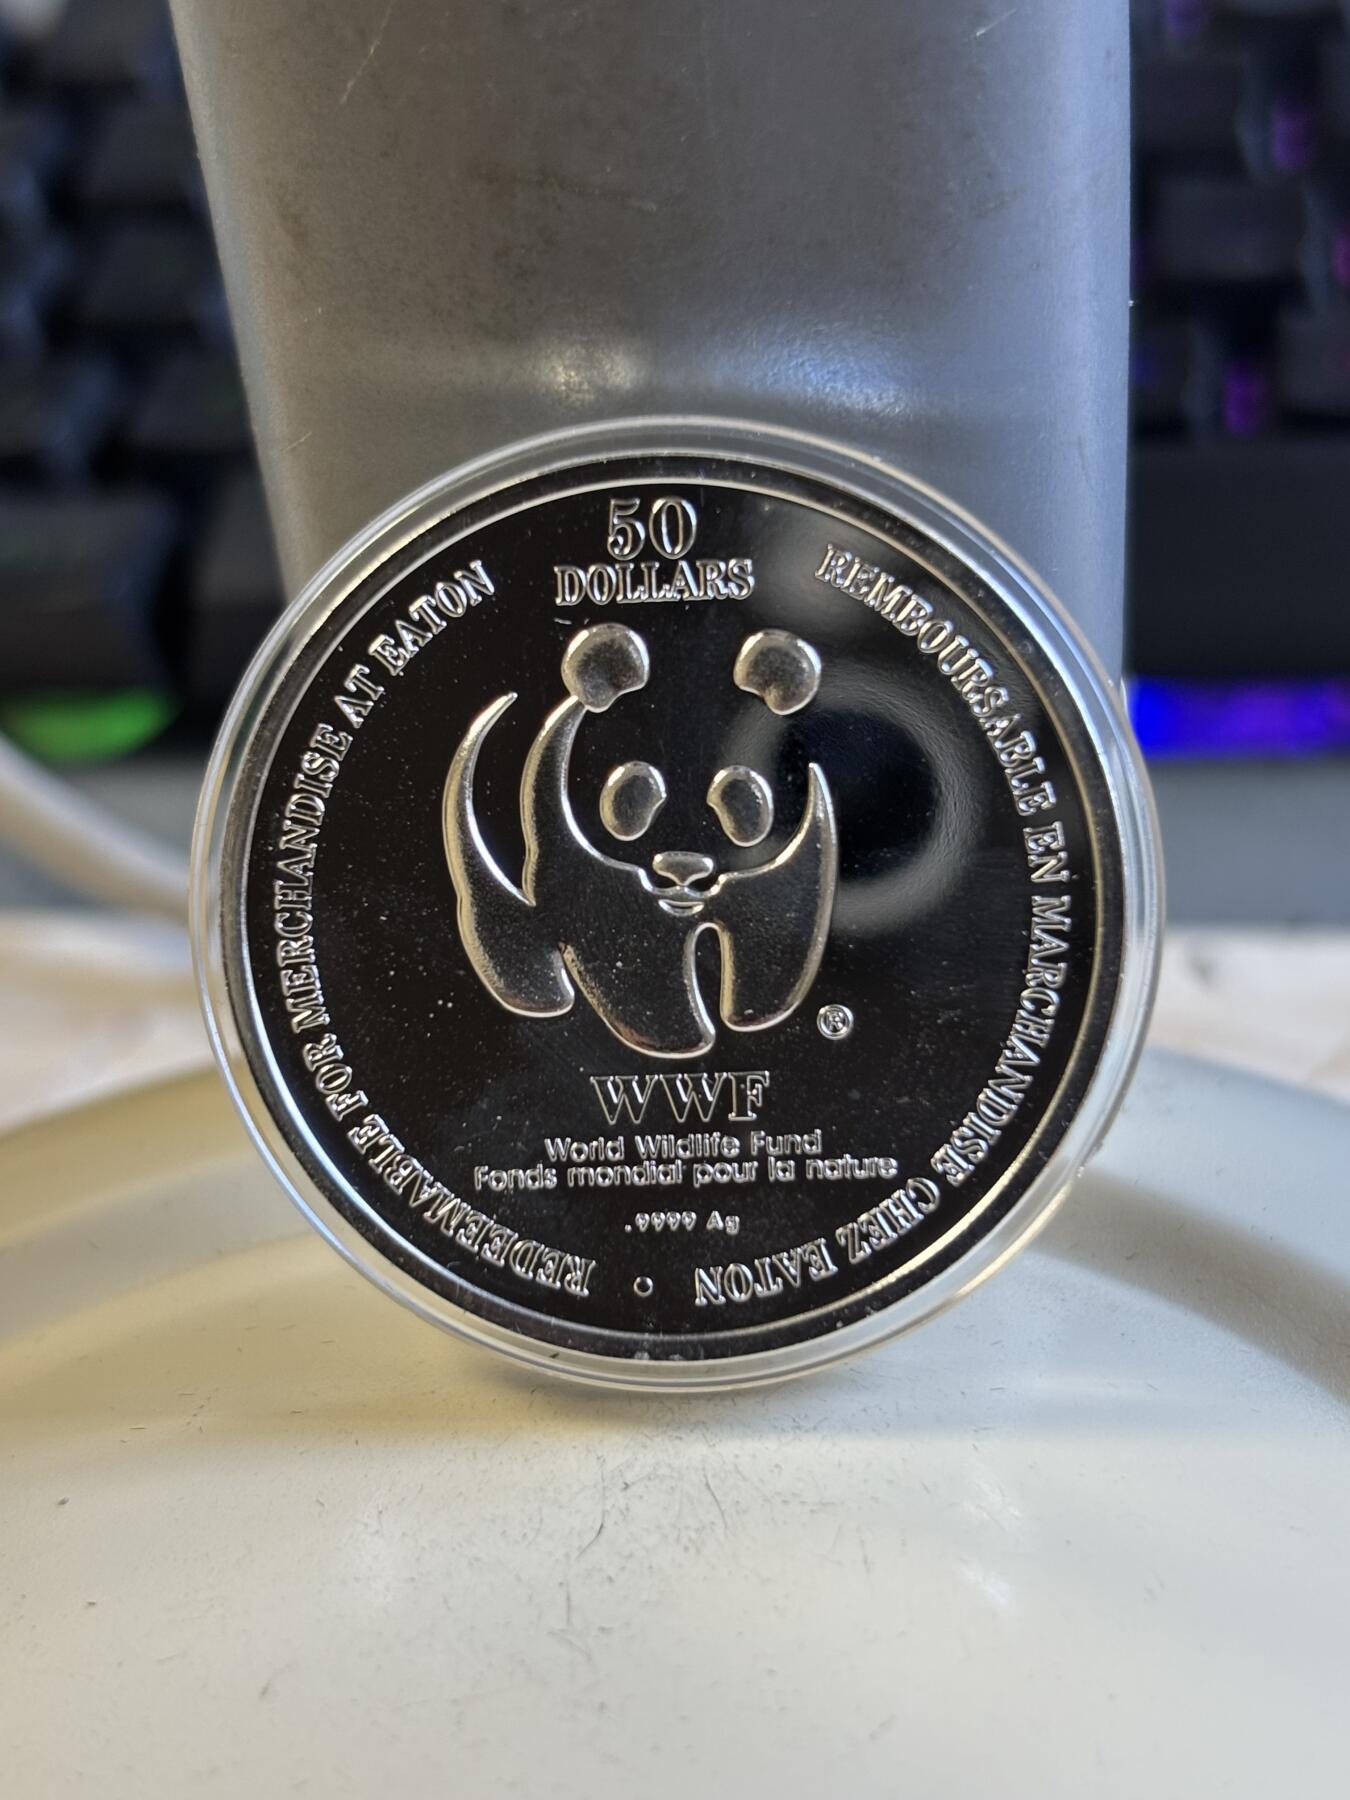 50
DOLLARS
REDEEMABLE FOR MERCHANDISE AT EATON
REMBOURSABLE EN MARCHANDISE CHEZ EATON
®
WWF
World Wildlife Fund
Fonds mondial pour la nature
.9999 Ag